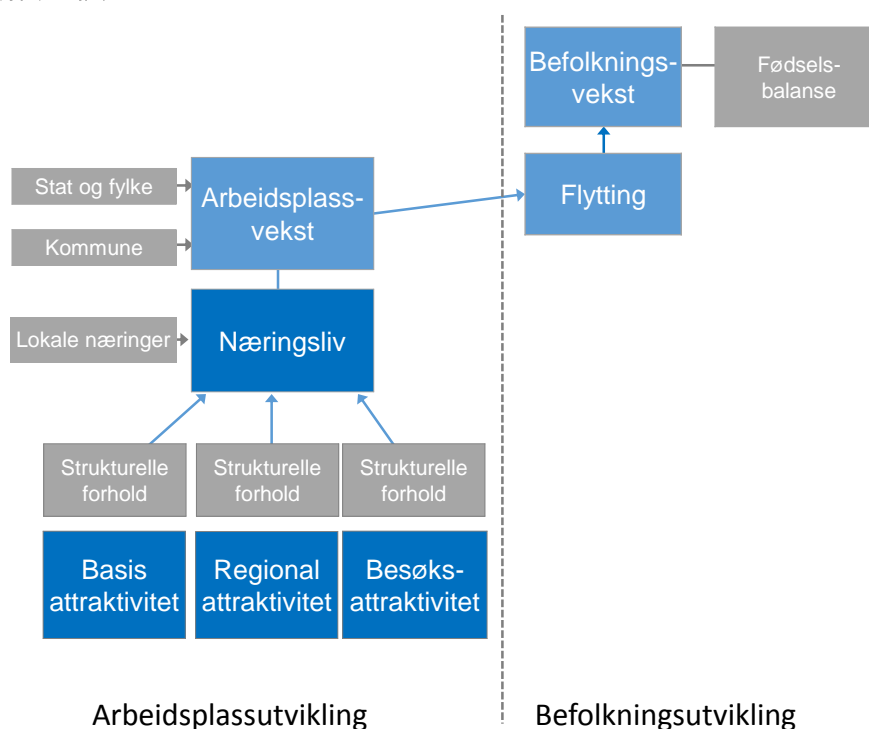 Befolknings-
vekst
Fødsels-
balanse
Stat og fylke
Arbeidsplass-
vekst
Flytting
Kommune
Lokale næringer
Næringsliv
Strukturelle
forhold
Strukturelle
forhold
Strukturelle
forhold
Basis
attraktivitet
Regional
attraktivitet
Besøks-
attraktivitet
Arbeidsplassutvikling
Befolkningsutvikling